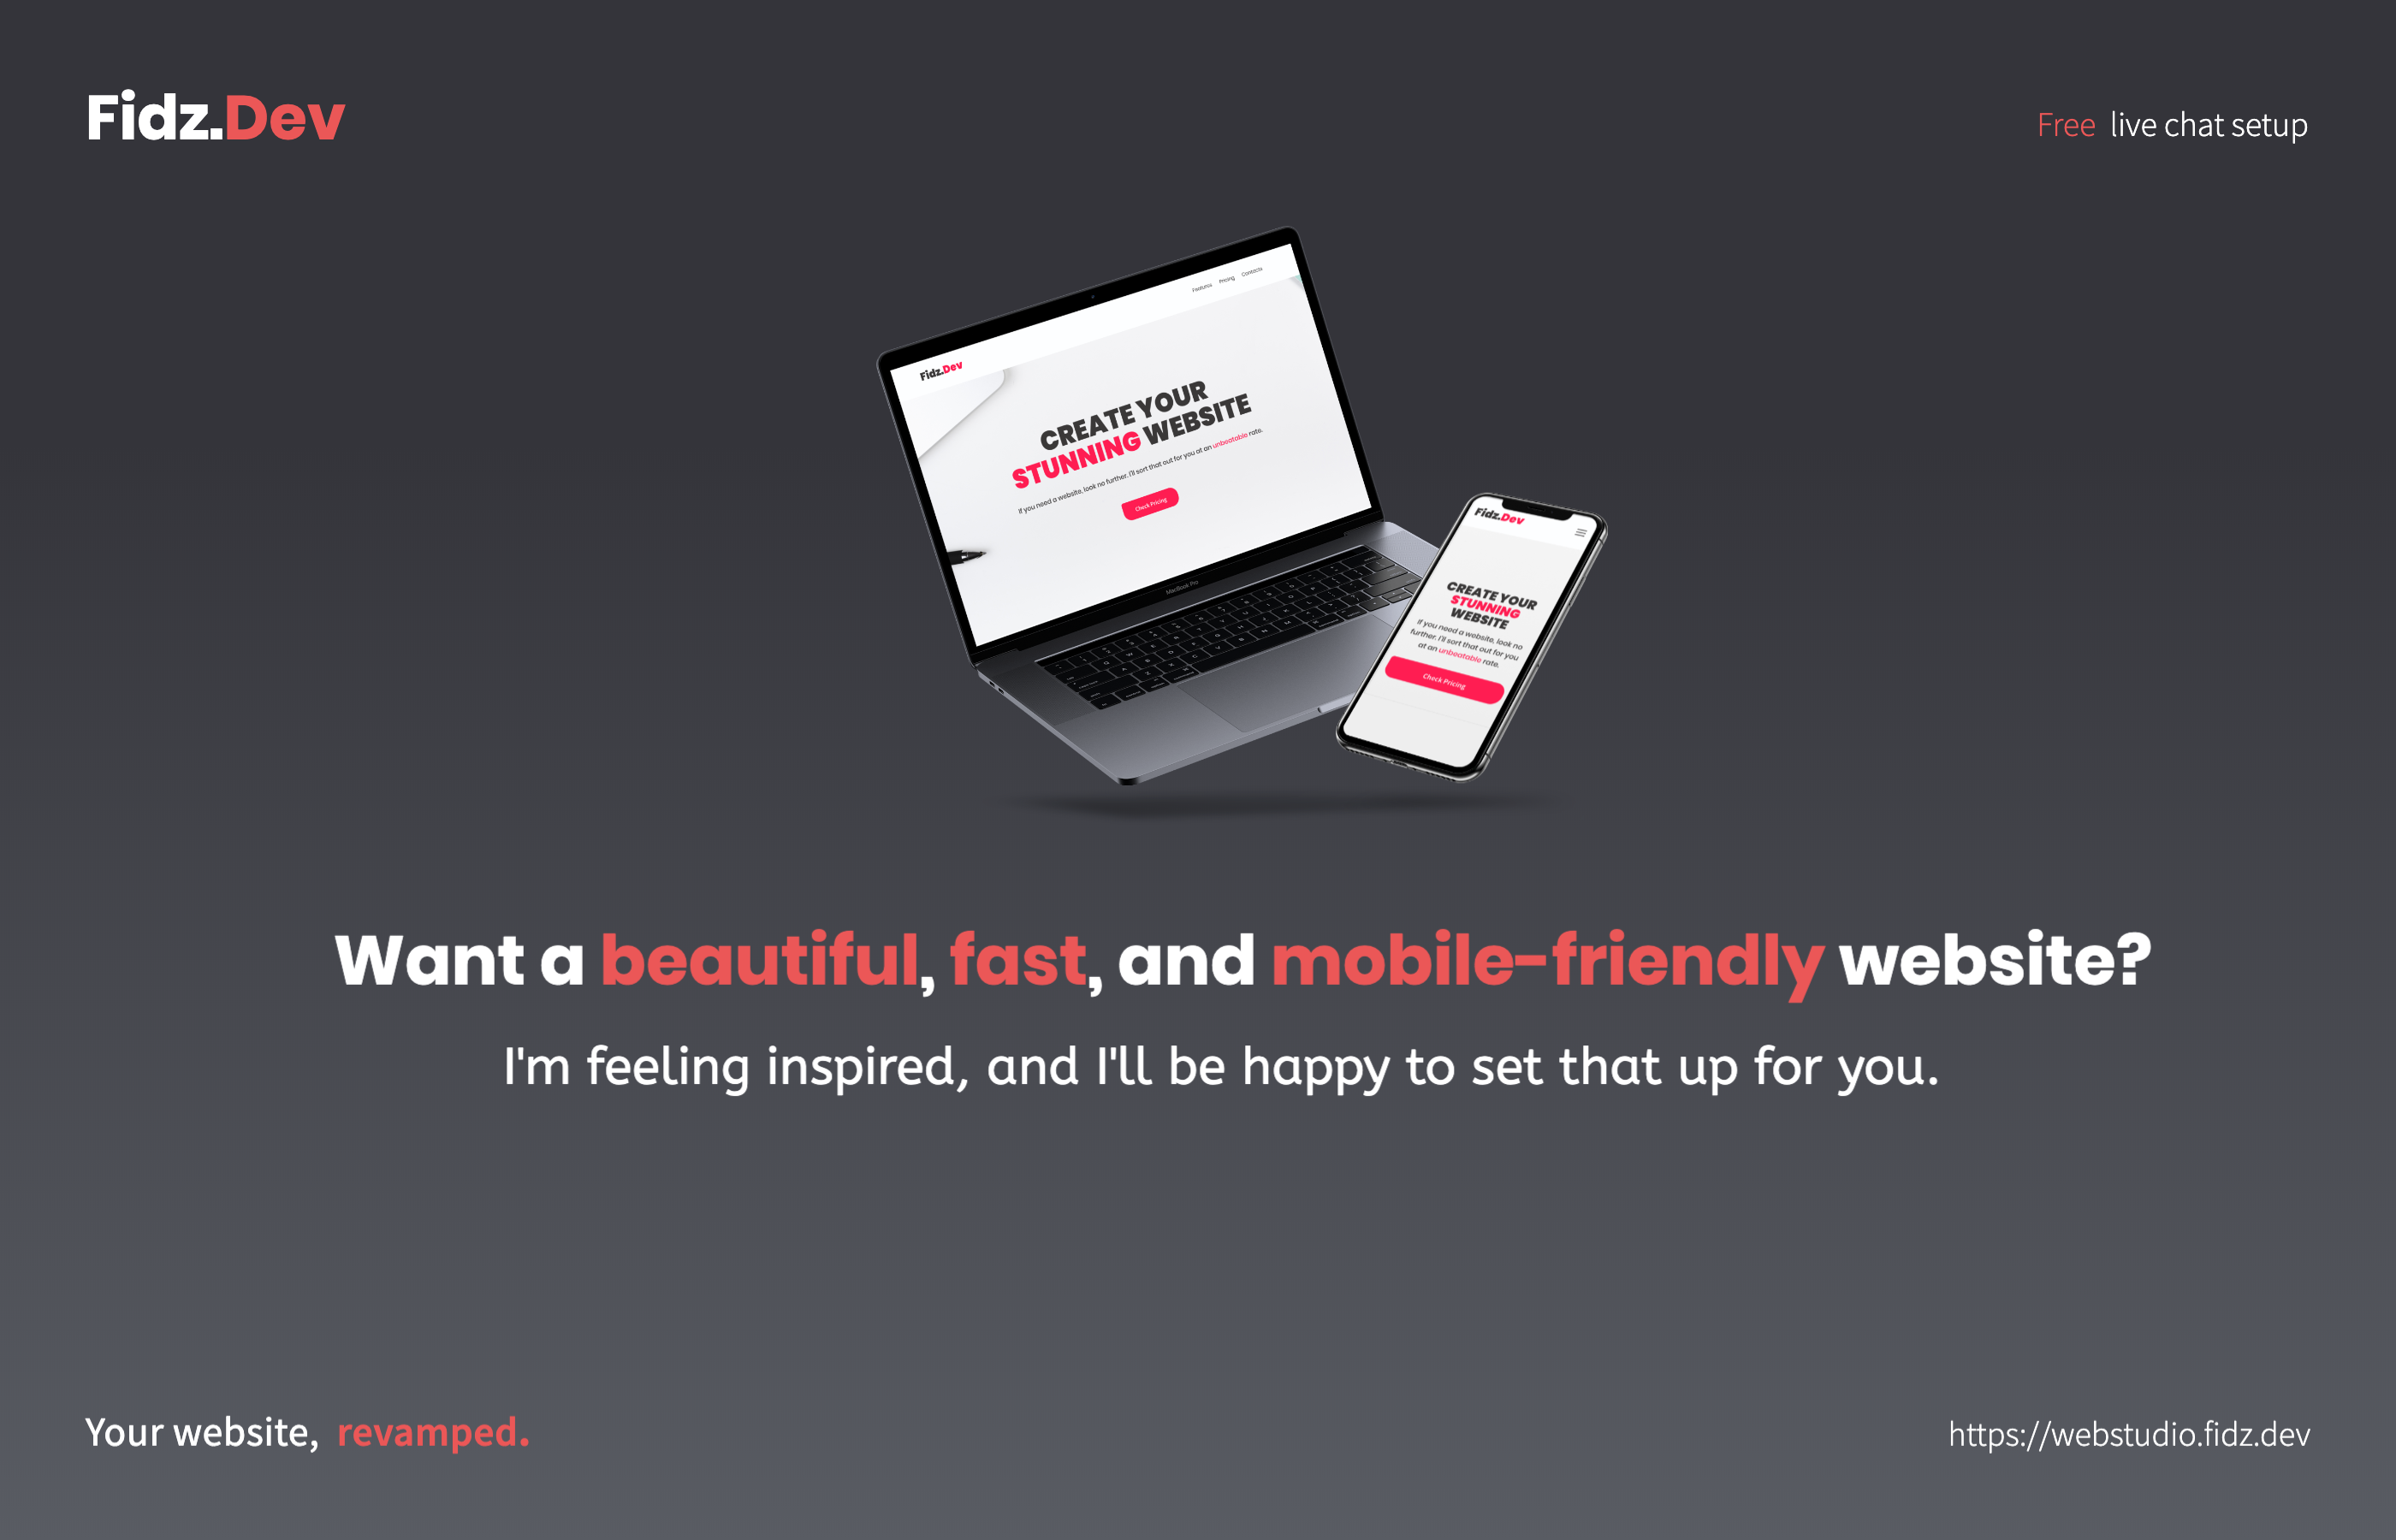 Fidz.Dev
Free live chat setup
Features Pricing Contacts
Fidz.Dev
CREATE YOUR
STUNNING WEBSITE
If you need a website, look no further. I'll sort that out for you at an unbeatable rate.
Check Pricing
MacBook Pro
Fidz.Dev
CREATE YOUR
STUNNING
WEBSITE
If you need a website, look no
further. I'll sort that out for you
at an unbeatable rate.
Check Pricing
Want a beautiful, fast, and mobile-friendly website?
I'm feeling inspired, and I'll be happy to set that up for you.
Your website, revamped.
https://webstudio.fidz.dev